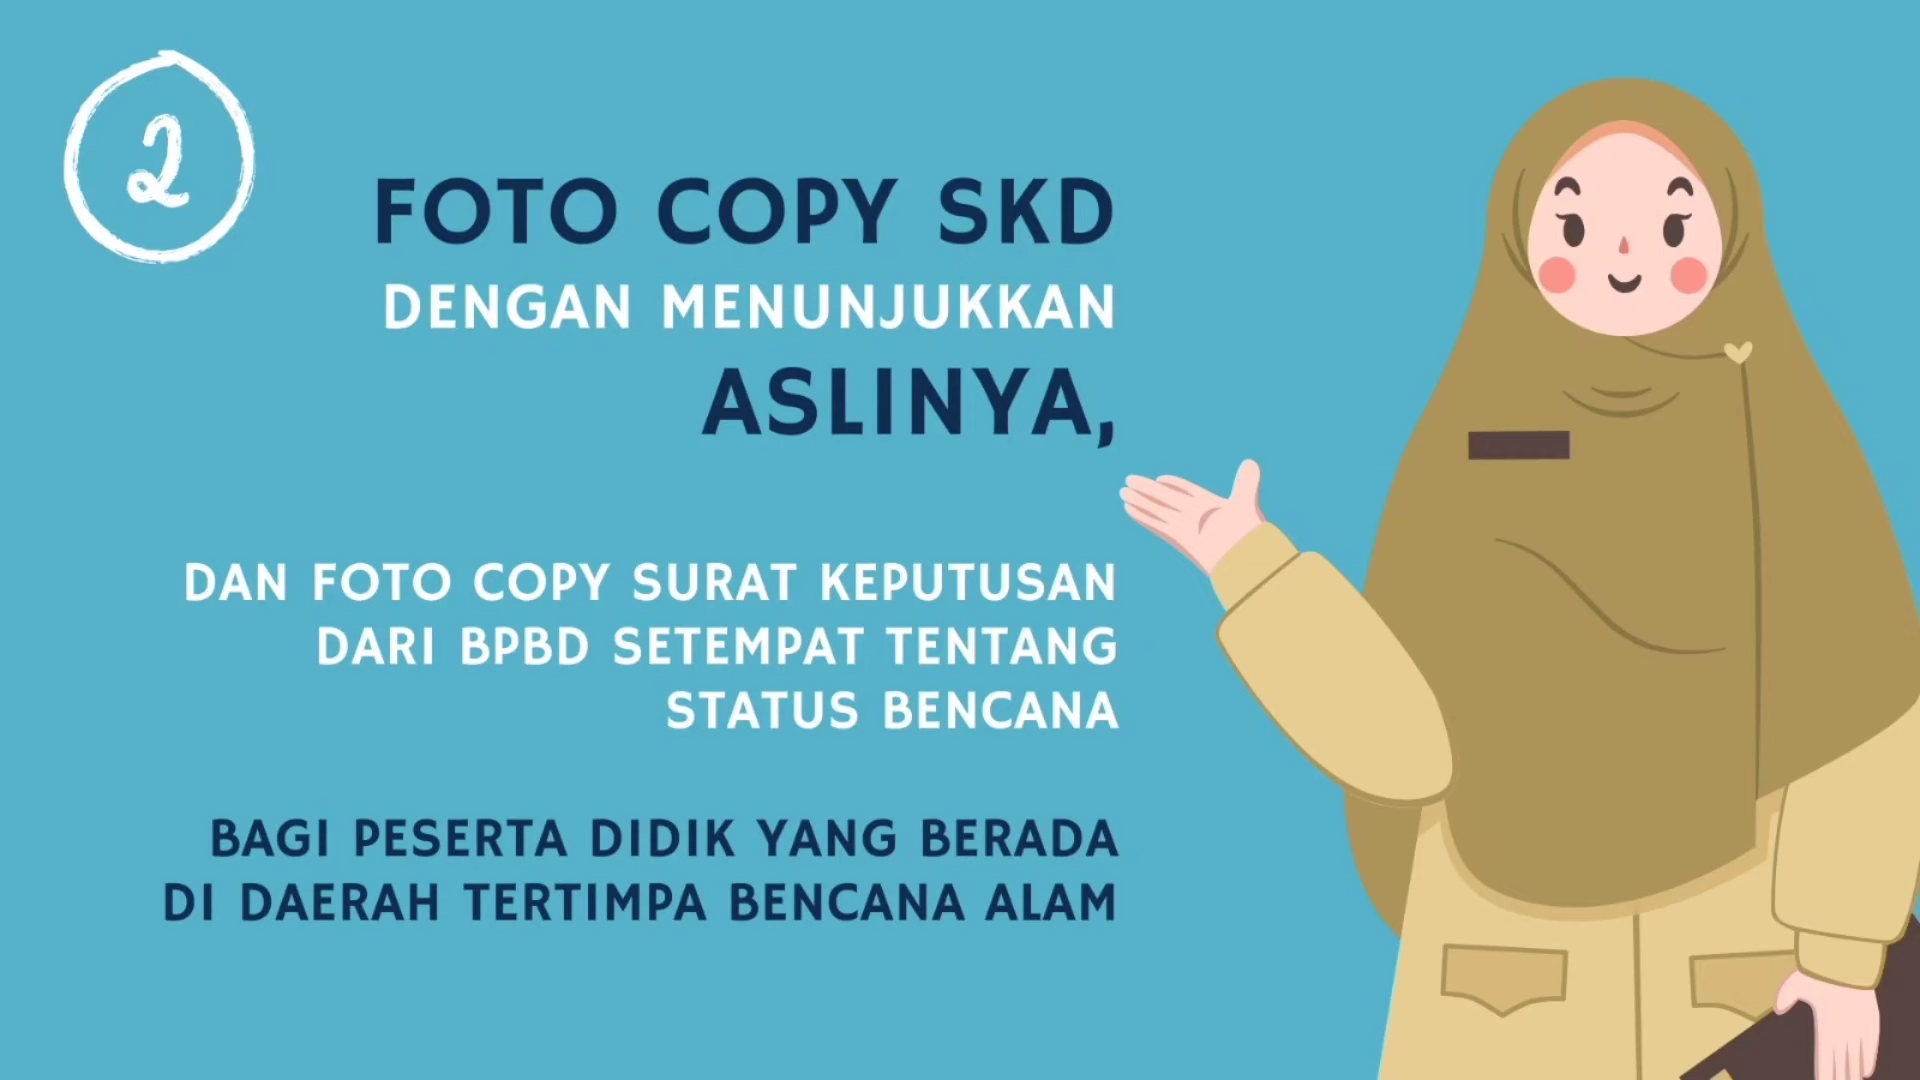 2
FOTO COPY SKD
DENGAN MENUNJUKKAN
ASLINYA,
DAN FOTO COPY SURAT KEPUTUSAN
DARI BPBD SETEMPAT TENTANG
STATUS BENCANA
BAGI PESERTA DIDIK YANG BERADA
DI DAERAH TERTIMPA BENCANA ALAM